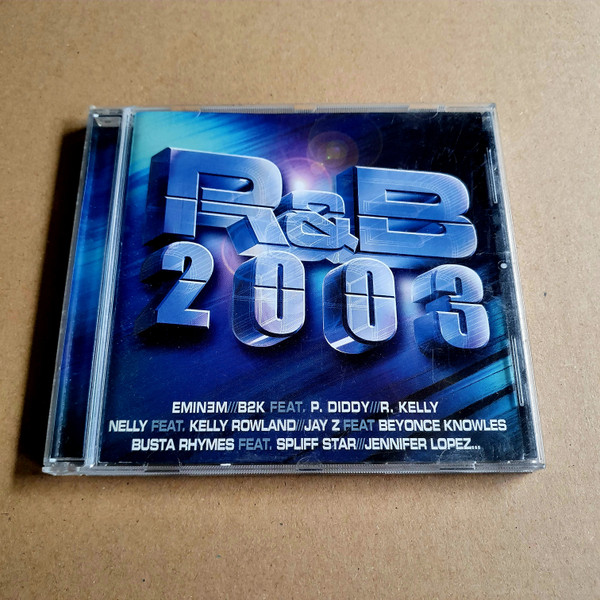 R&B
2003
EMINƎM///B2K FEAT. P. DIDDY///R. KELLY
NELLY FEAT. KELLY ROWLAND///JAY Z FEAT BEYONCE KNOWLES
BUSTA RHYMES FEAT. SPLIFF STAR///JENNIFER LOPEZ...